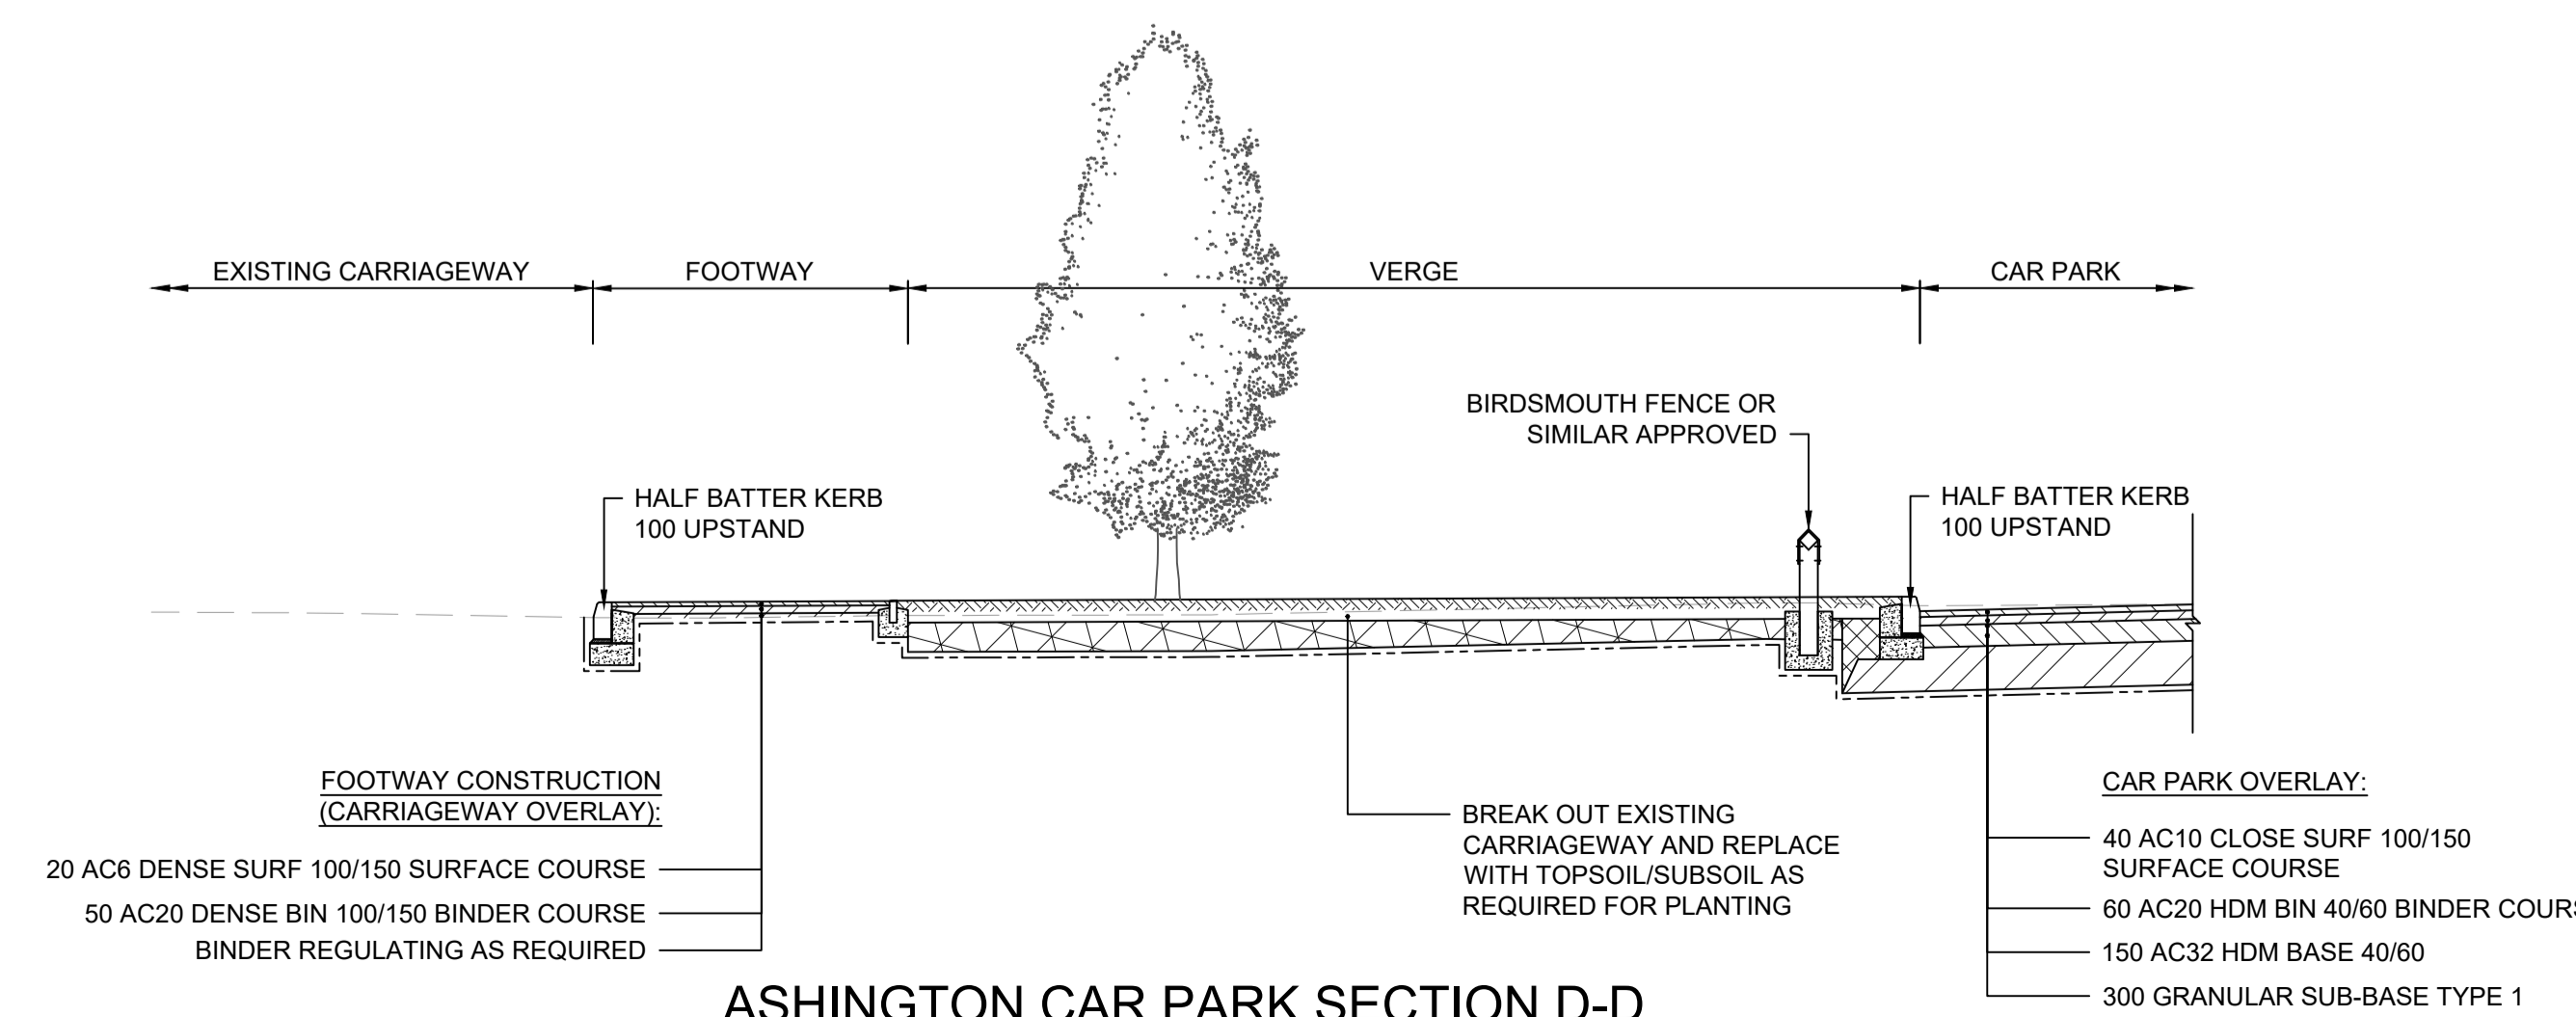 EXISTING CARRIAGEWAY
FOOTWAY
VERGE
CAR PARK
BIRDSMOUTH FENCE OR
SIMILAR APPROVED
HALF BATTER KERB
100 UPSTAND
HALF BATTER KERB
100 UPSTAND
FOOTWAY CONSTRUCTION
(CARRIAGEWAY OVERLAY):
20 AC6 DENSE SURF 100/150 SURFACE COURSE
50 AC20 DENSE BIN 100/150 BINDER COURSE
BINDER REGULATING AS REQUIRED
BREAK OUT EXISTING
CARRIAGEWAY AND REPLACE
WITH TOPSOIL/SUBSOIL AS
REQUIRED FOR PLANTING
CAR PARK OVERLAY:
40 AC10 CLOSE SURF 100/150
SURFACE COURSE
60 AC20 HDM BIN 40/60 BINDER
150 AC32 HDM BASE 40/60
300 GRANULAR SUB-BASE TYPE 1
ASHINGTON CAR PARK SECTION D-D